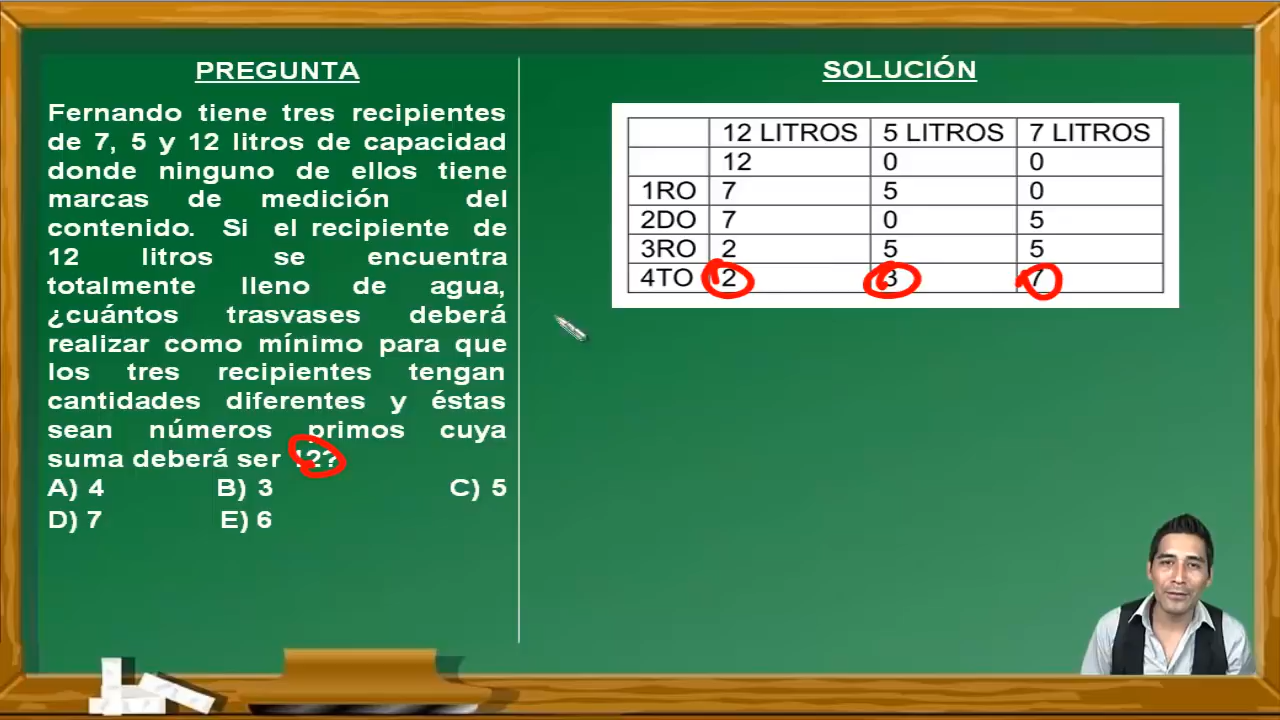 PREGUNTA
Fernando tiene tres recipientes
de 7, 5 y 12 litros de capacidad
donde ninguno de ellos tiene
marcas de medición del
contenido. Si el recipiente de
12 litros se encuentra
totalmente lleno de agua,
¿cuántos trasvases deberá
realizar como mínimo para que
los tres recipientes tengan
cantidades diferentes y éstas
sean números primos cuya
suma deberá ser 12?
A) 4 B) 3 C) 5
D) 7 E) 6
SOLUCIÓN
12 LITROS 5 LITROS 7 LITROS
12 0 0
1RO 7 5 0
2DO 7 0 5
3RO 2 5 5
4TO 2 3 7